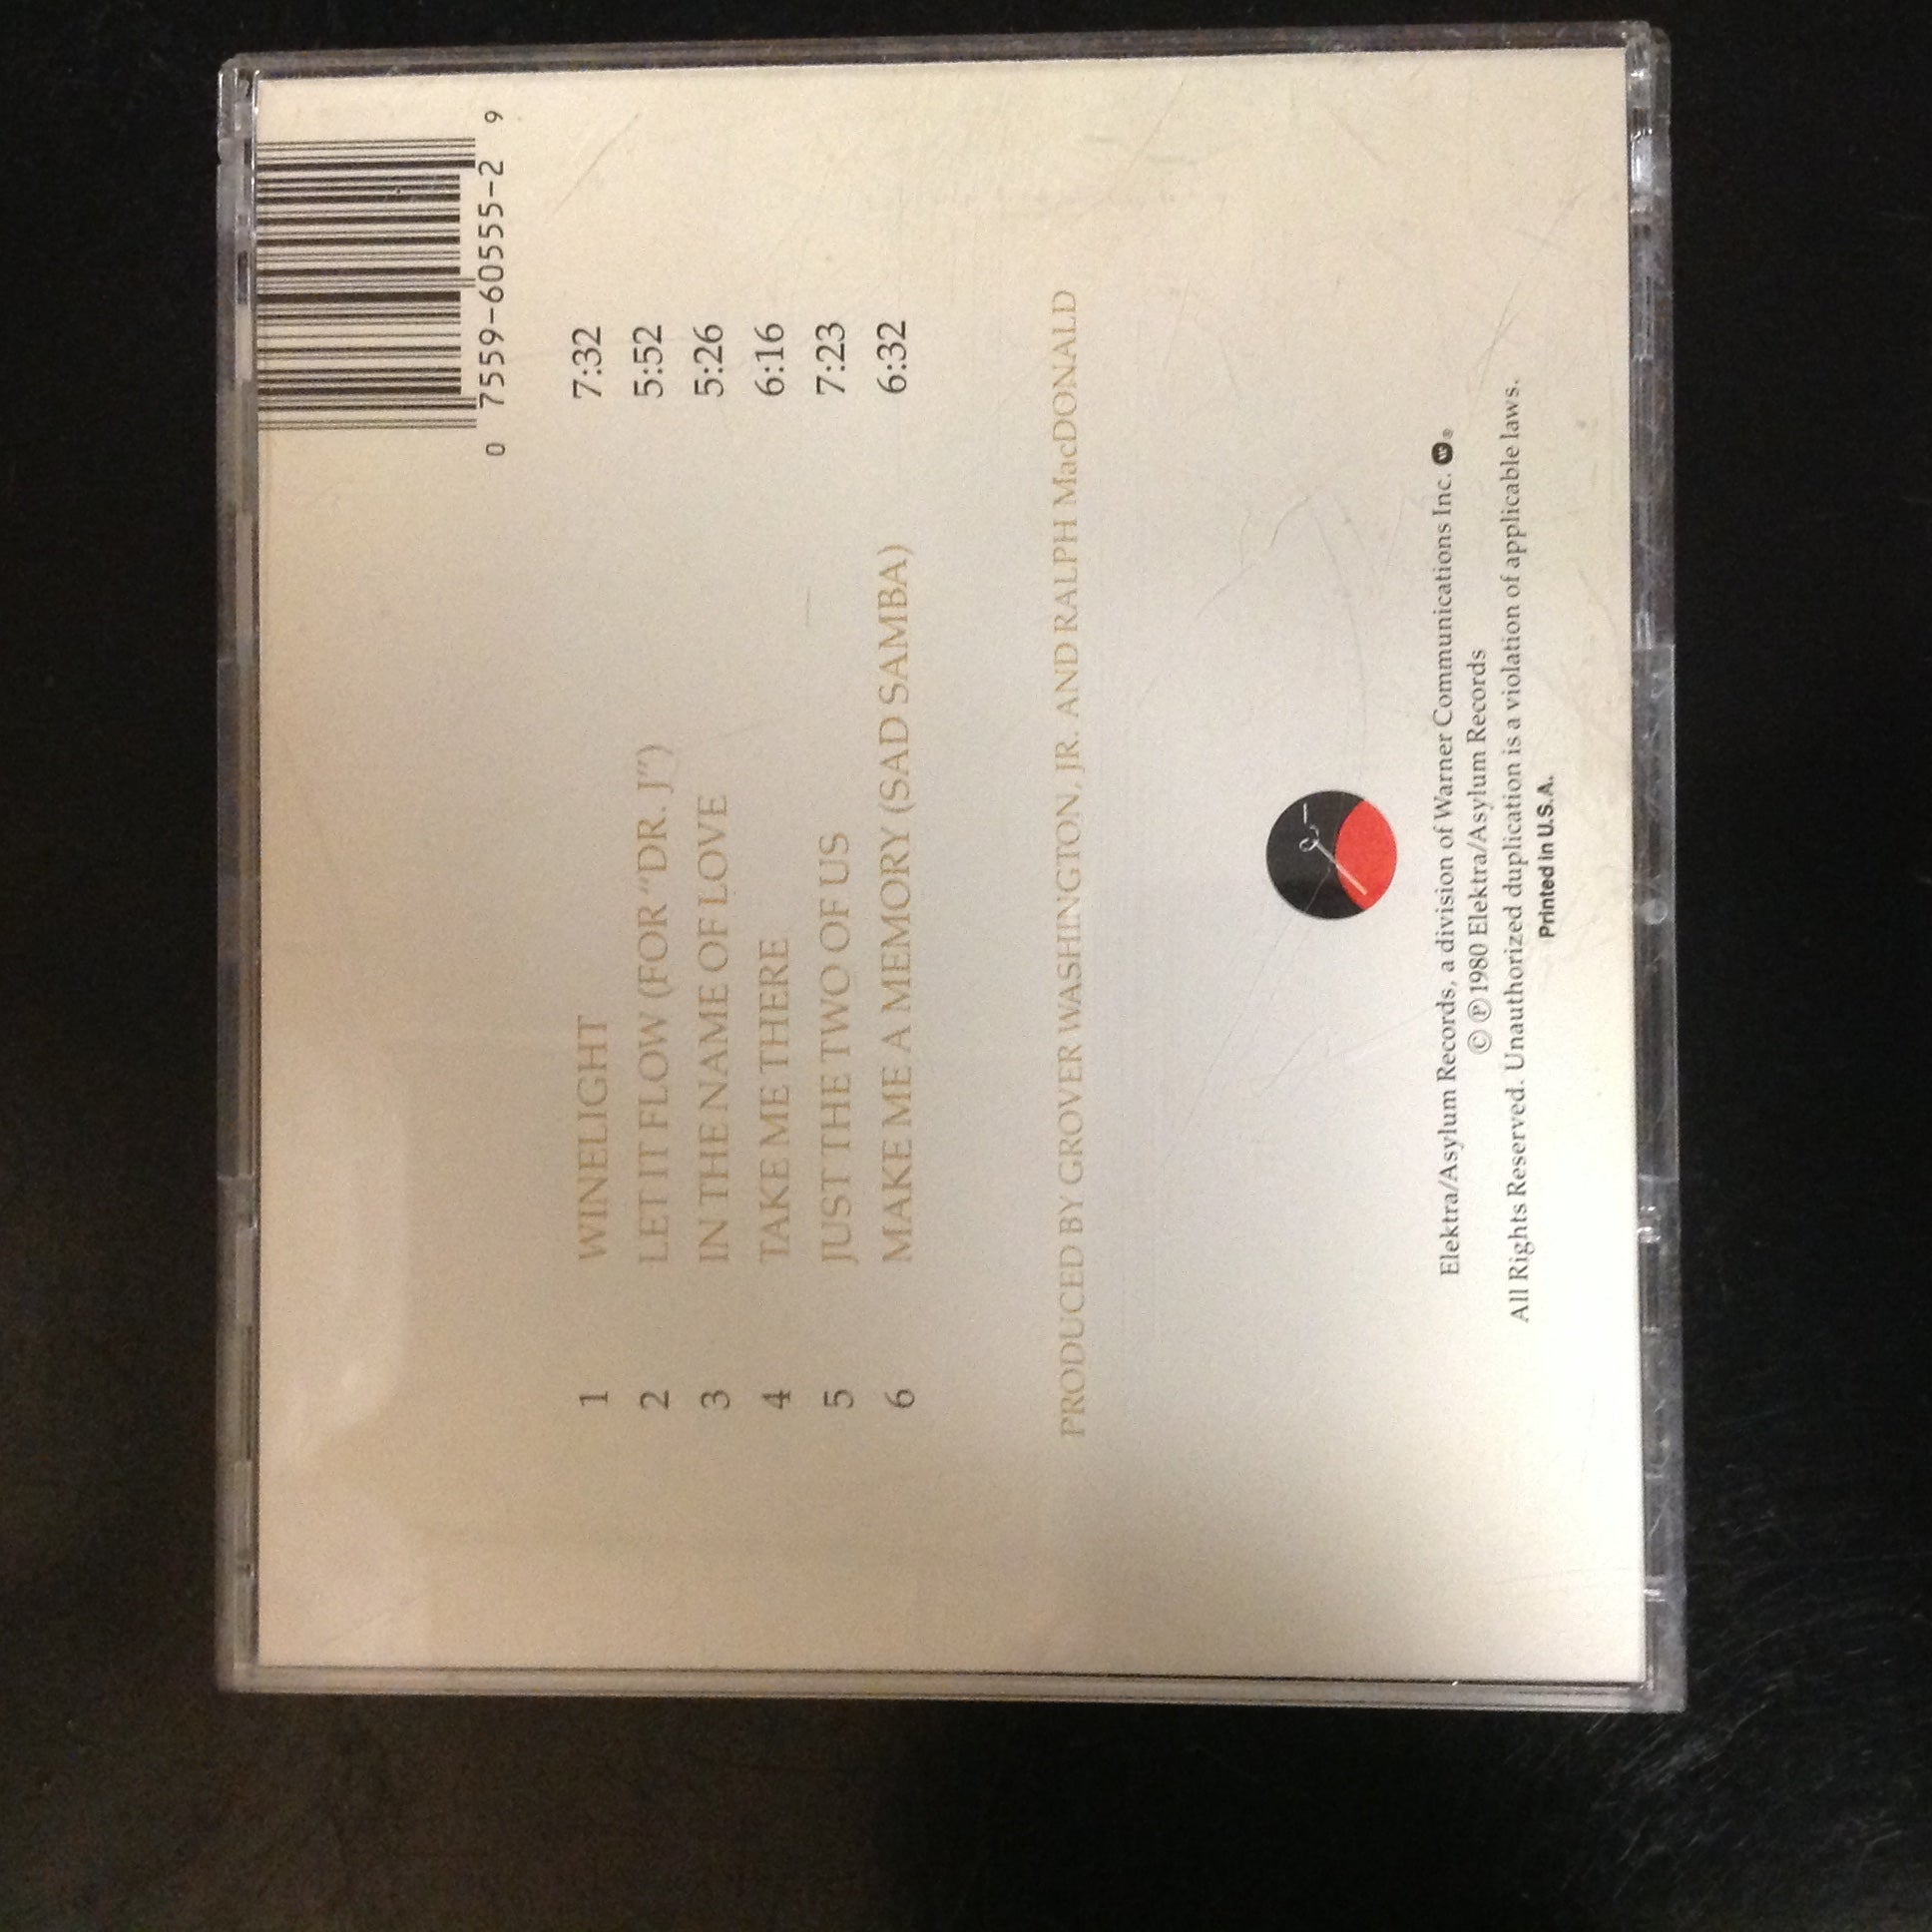 0 7559-60555-2 9
1 WINELIGHT 7:32
2 LET IT FLOW (FOR “DR. J”) 5:52
3 IN THE NAME OF LOVE 5:26
4 TAKE ME THERE 6:16
5 JUST THE TWO OF US 7:23
6 MAKE ME A MEMORY (SAD SAMBA) 6:32
PRODUCED BY GROVER WASHINGTON, JR. AND RALPH MacDONALD
Elektra/Asylum Records, a division of Warner Communications Inc. W ®
© ℗ 1980 Elektra/Asylum Records
All Rights Reserved. Unauthorized duplication is a violation of applicable laws.
Printed in U.S.A.